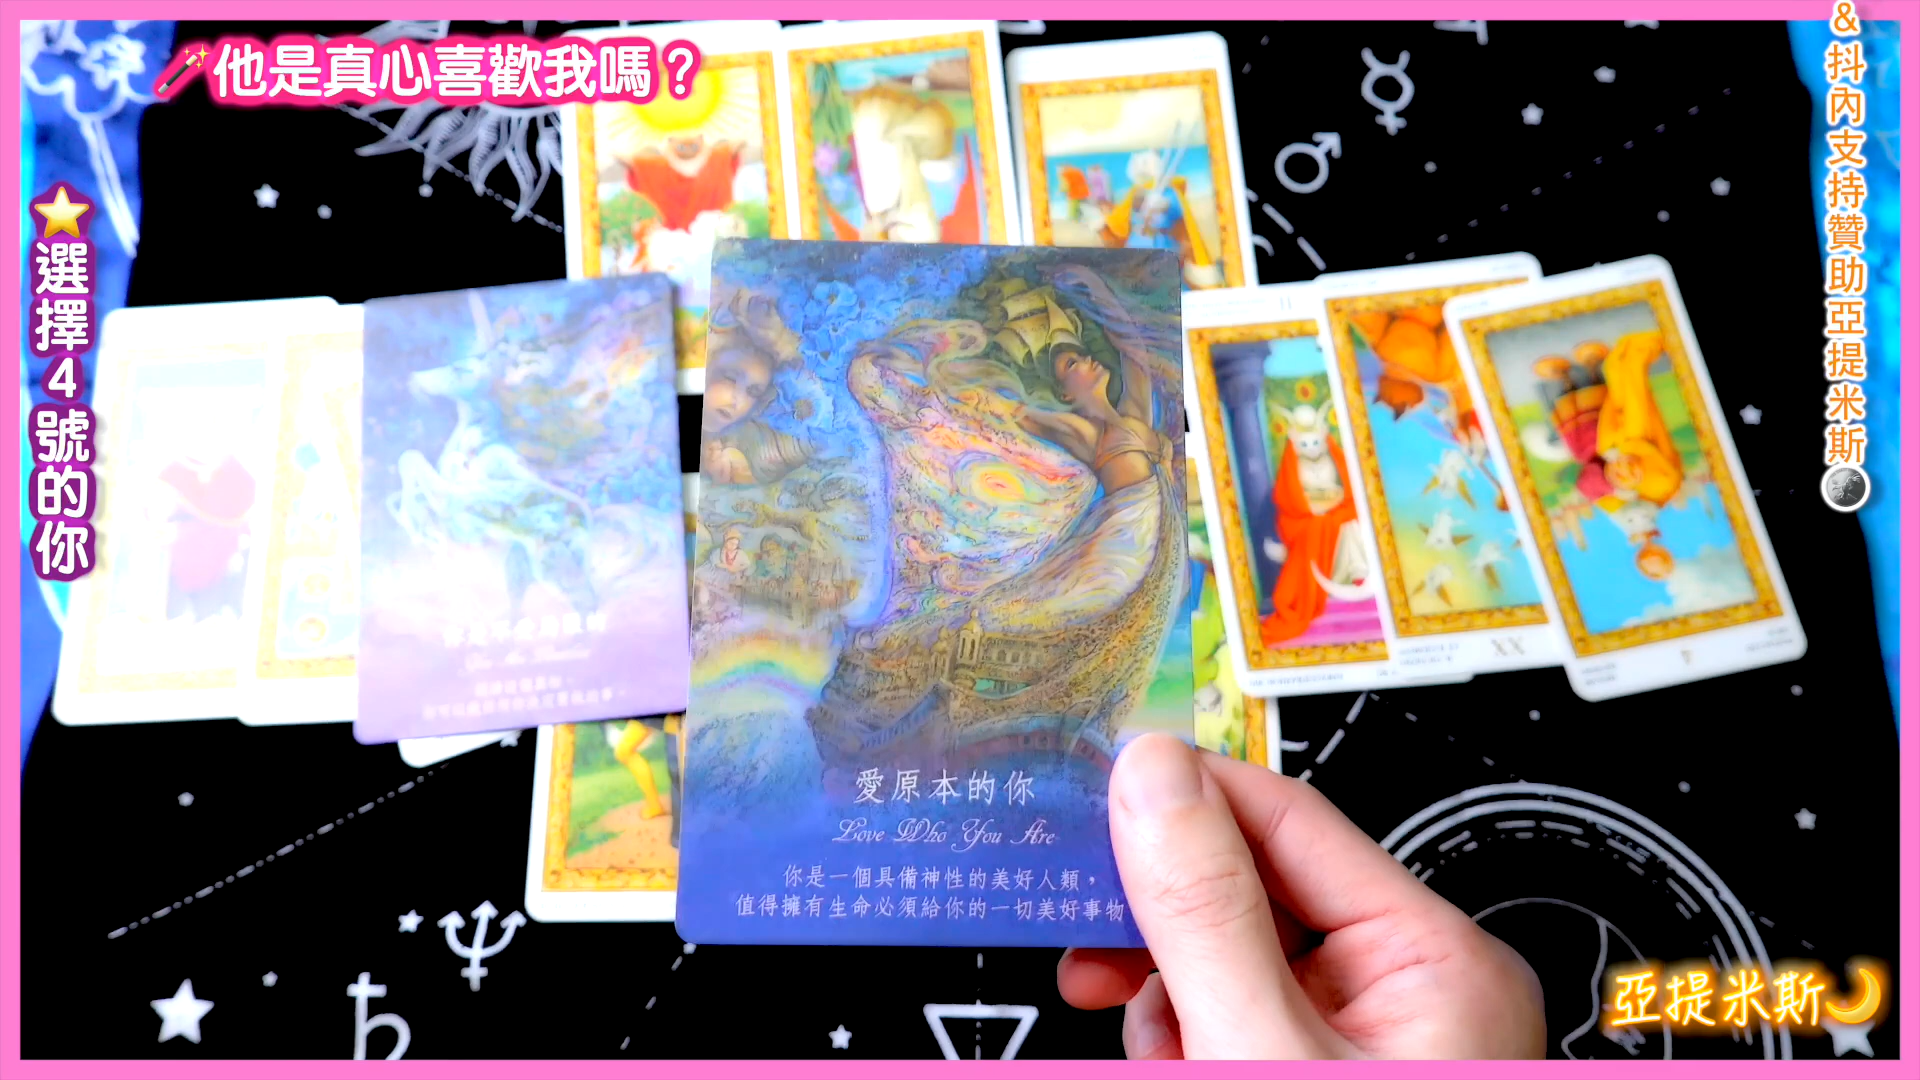 🪄他是真心喜歡我嗎？
⭐選擇4號的你
&抖內支持贊助亞提米斯
愛原本的你
Love Who You Are
你是一個具備神性的美好人類，
值得擁有生命必須給你的一切美好事物
II
XX
亞提米斯🌙